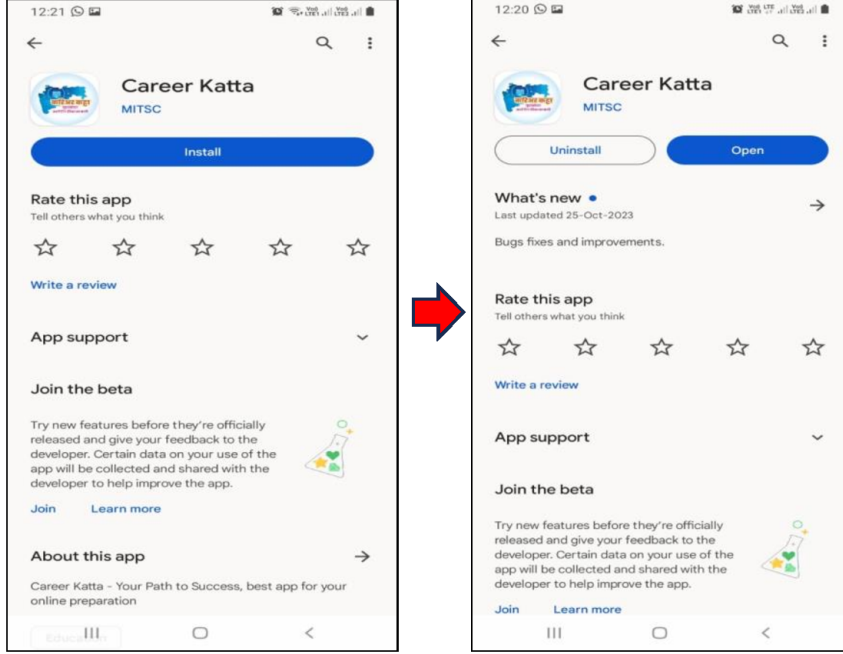 12:21
Career Katta
MITSC
Install
Rate this app
Tell others what you think
Write a review
App support
Join the beta
Try new features before they're officially
released and give your feedback to the
developer. Certain data on your use of the
app will be collected and shared with the
developer to help improve the app.
Join Learn more
About this app
Career Katta - Your Path to Success, best app for your
online preparation
Education
12:20
Career Katta
MITSC
Uninstall Open
What's new
Last updated 25-Oct-2023
Bugs fixes and improvements.
Rate this app
Tell others what you think
Write a review
App support
Join the beta
Try new features before they're officially
released and give your feedback to the
developer. Certain data on your use of the
app will be collected and shared with the
developer to help improve the app.
Join Learn more